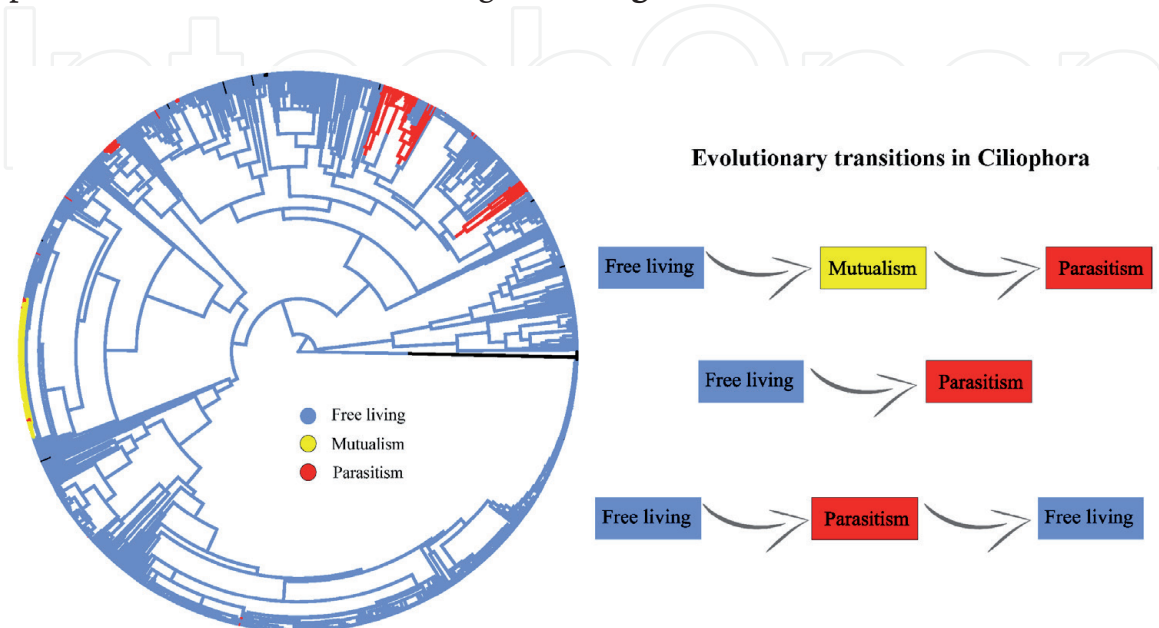 Evolutionary transitions in Ciliophora
Free living
Mutualism
Parasitism
Free living
Parasitism
Free living
Parasitism
Free living
Free living
Mutualism
Parasitism